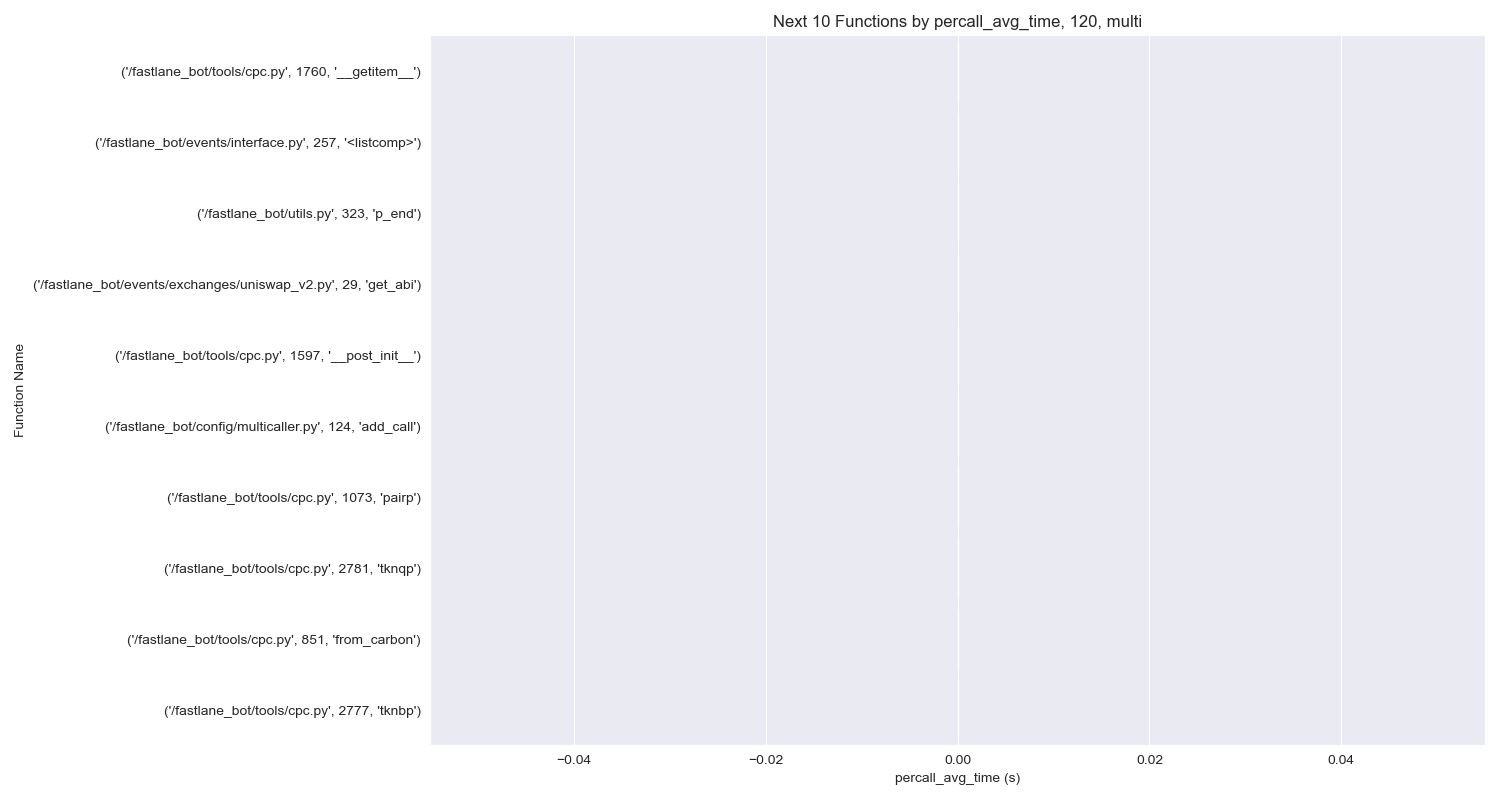 Next 10 Functions by percall_avg_time, 120, multi
('/fastlane_bot/tools/cpc.py', 1760, '__getitem__')
('/fastlane_bot/events/interface.py', 257, '<listcomp>')
('/fastlane_bot/utils.py', 323, 'p_end')
('/fastlane_bot/events/exchanges/uniswap_v2.py', 29, 'get_abi')
('/fastlane_bot/tools/cpc.py', 1597, '__post_init__')
('/fastlane_bot/config/multicaller.py', 124, 'add_call')
('/fastlane_bot/tools/cpc.py', 1073, 'pairp')
('/fastlane_bot/tools/cpc.py', 2781, 'tknqp')
('/fastlane_bot/tools/cpc.py', 851, 'from_carbon')
('/fastlane_bot/tools/cpc.py', 2777, 'tknbp')
Function Name
−0.04 −0.02 0.00 0.02 0.04
percall_avg_time (s)